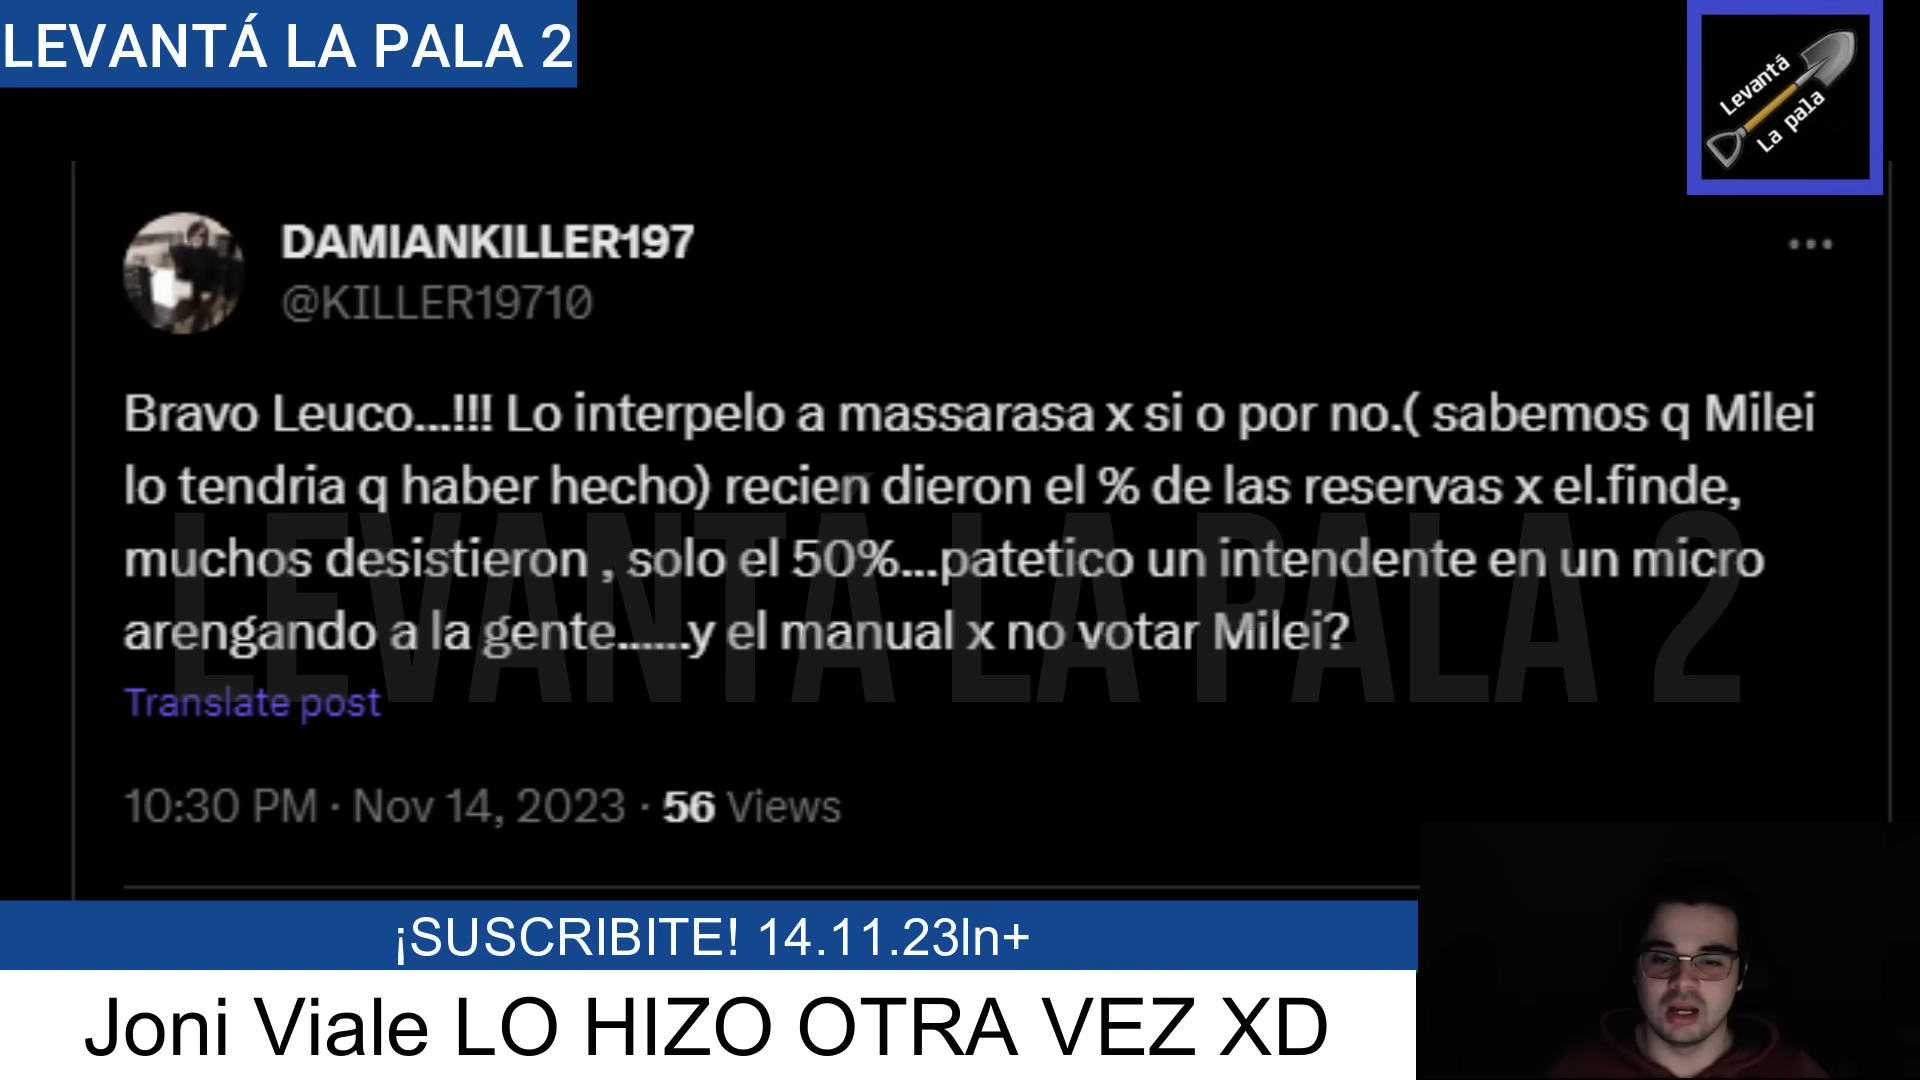 LEVANTÁ LA PALA 2
Levantá
La pala
DAMIANKILLER197
@KILLER19710
Bravo Leuco...!!! Lo interpelo a massarasa x si o por no.( sabemos q Milei
lo tendria q haber hecho) recien dieron el % de las reservas x el.finde,
muchos desistieron , solo el 50%...patetico un intendente en un micro
arengando a la gente......y el manual x no votar Milei?
LEVANTÁ LA PALA 2
Translate post
10:30 PM · Nov 14, 2023 · 56 Views
¡SUSCRIBITE! 14.11.23ln+
Joni Viale LO HIZO OTRA VEZ XD